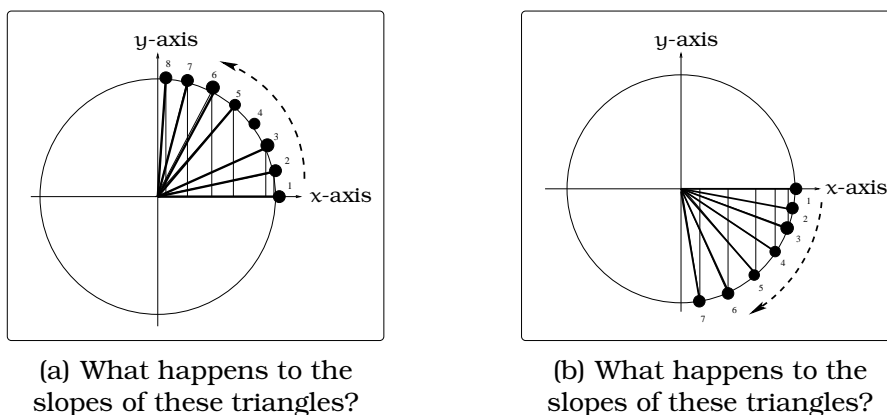 y-axis
8
7
6
5
4
3
2
1
x-axis
(a) What happens to the
slopes of these triangles?
y-axis
x-axis
1
2
3
4
5
6
7
(b) What happens to the
slopes of these triangles?